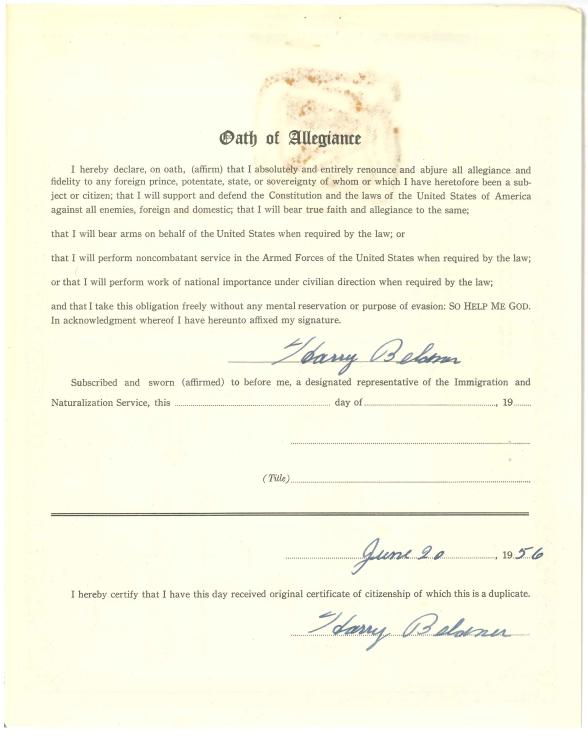 Oath of Allegiance
I hereby declare, on oath, (affirm) that I absolutely and entirely renounce and abjure all allegiance and
fidelity to any foreign prince, potentate, state, or sovereignty of whom or which I have heretofore been a sub-
ject or citizen; that I will support and defend the Constitution and the laws of the United States of America
against all enemies, foreign and domestic; that I will bear true faith and allegiance to the same;
that I will bear arms on behalf of the United States when required by the law; or
that I will perform noncombatant service in the Armed Forces of the United States when required by the law;
or that I will perform work of national importance under civilian direction when required by the law;
and that I take this obligation freely without any mental reservation or purpose of evasion: SO HELP ME GOD.
In acknowledgment whereof I have hereunto affixed my signature.
Harry
Subscribed and sworn (affirmed) to before me, a designated representative of the Immigration and
Naturalization Service, this day of , 19
(Title)
June 20, 1956
I hereby certify that I have this day received original certificate of citizenship of which this is a duplicate.
Harry